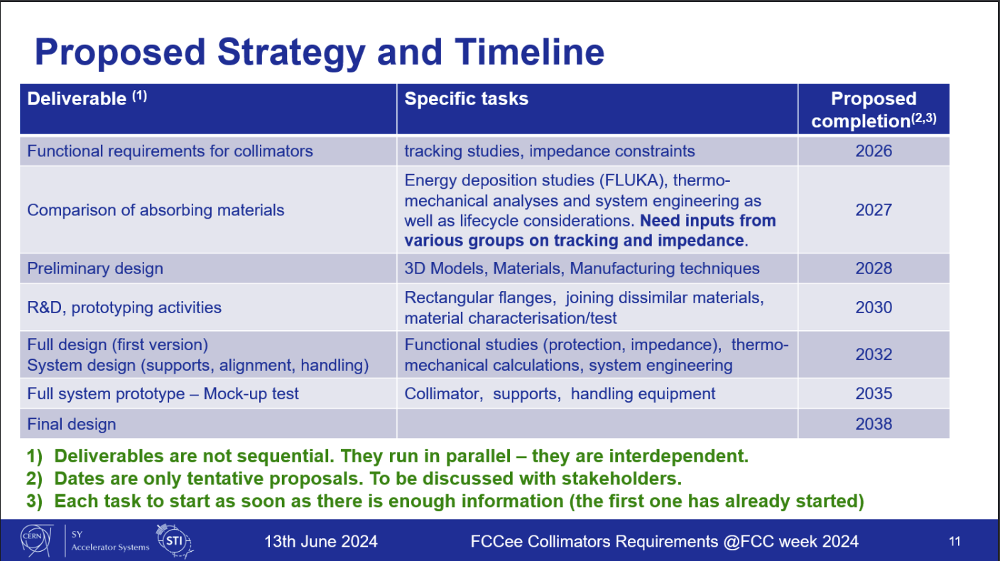 Proposed Strategy and Timeline
Deliverable (1)
Specific tasks
Proposed
completion(2,3)
Functional requirements for collimators
tracking studies, impedance constraints
2026
Comparison of absorbing materials
Energy deposition studies (FLUKA), thermo-
mechanical analyses and system engineering as
well as lifecycle considerations. Need inputs from
various groups on tracking and impedance.
2027
Preliminary design
3D Models, Materials, Manufacturing techniques
2028
R&D, prototyping activities
Rectangular flanges, joining dissimilar materials,
material characterisation/test
2030
Full design (first version)
System design (supports, alignment, handling)
Functional studies (protection, impedance), thermo-
mechanical calculations, system engineering
2032
Full system prototype – Mock-up test
Collimator, supports, handling equipment
2035
Final design
2038
1) Deliverables are not sequential. They run in parallel – they are interdependent.
2) Dates are only tentative proposals. To be discussed with stakeholders.
3) Each task to start as soon as there is enough information (the first one has already started)
CERN
SY
Accelerator Systems
STI
13th June 2024
FCCee Collimators Requirements @FCC week 2024
11